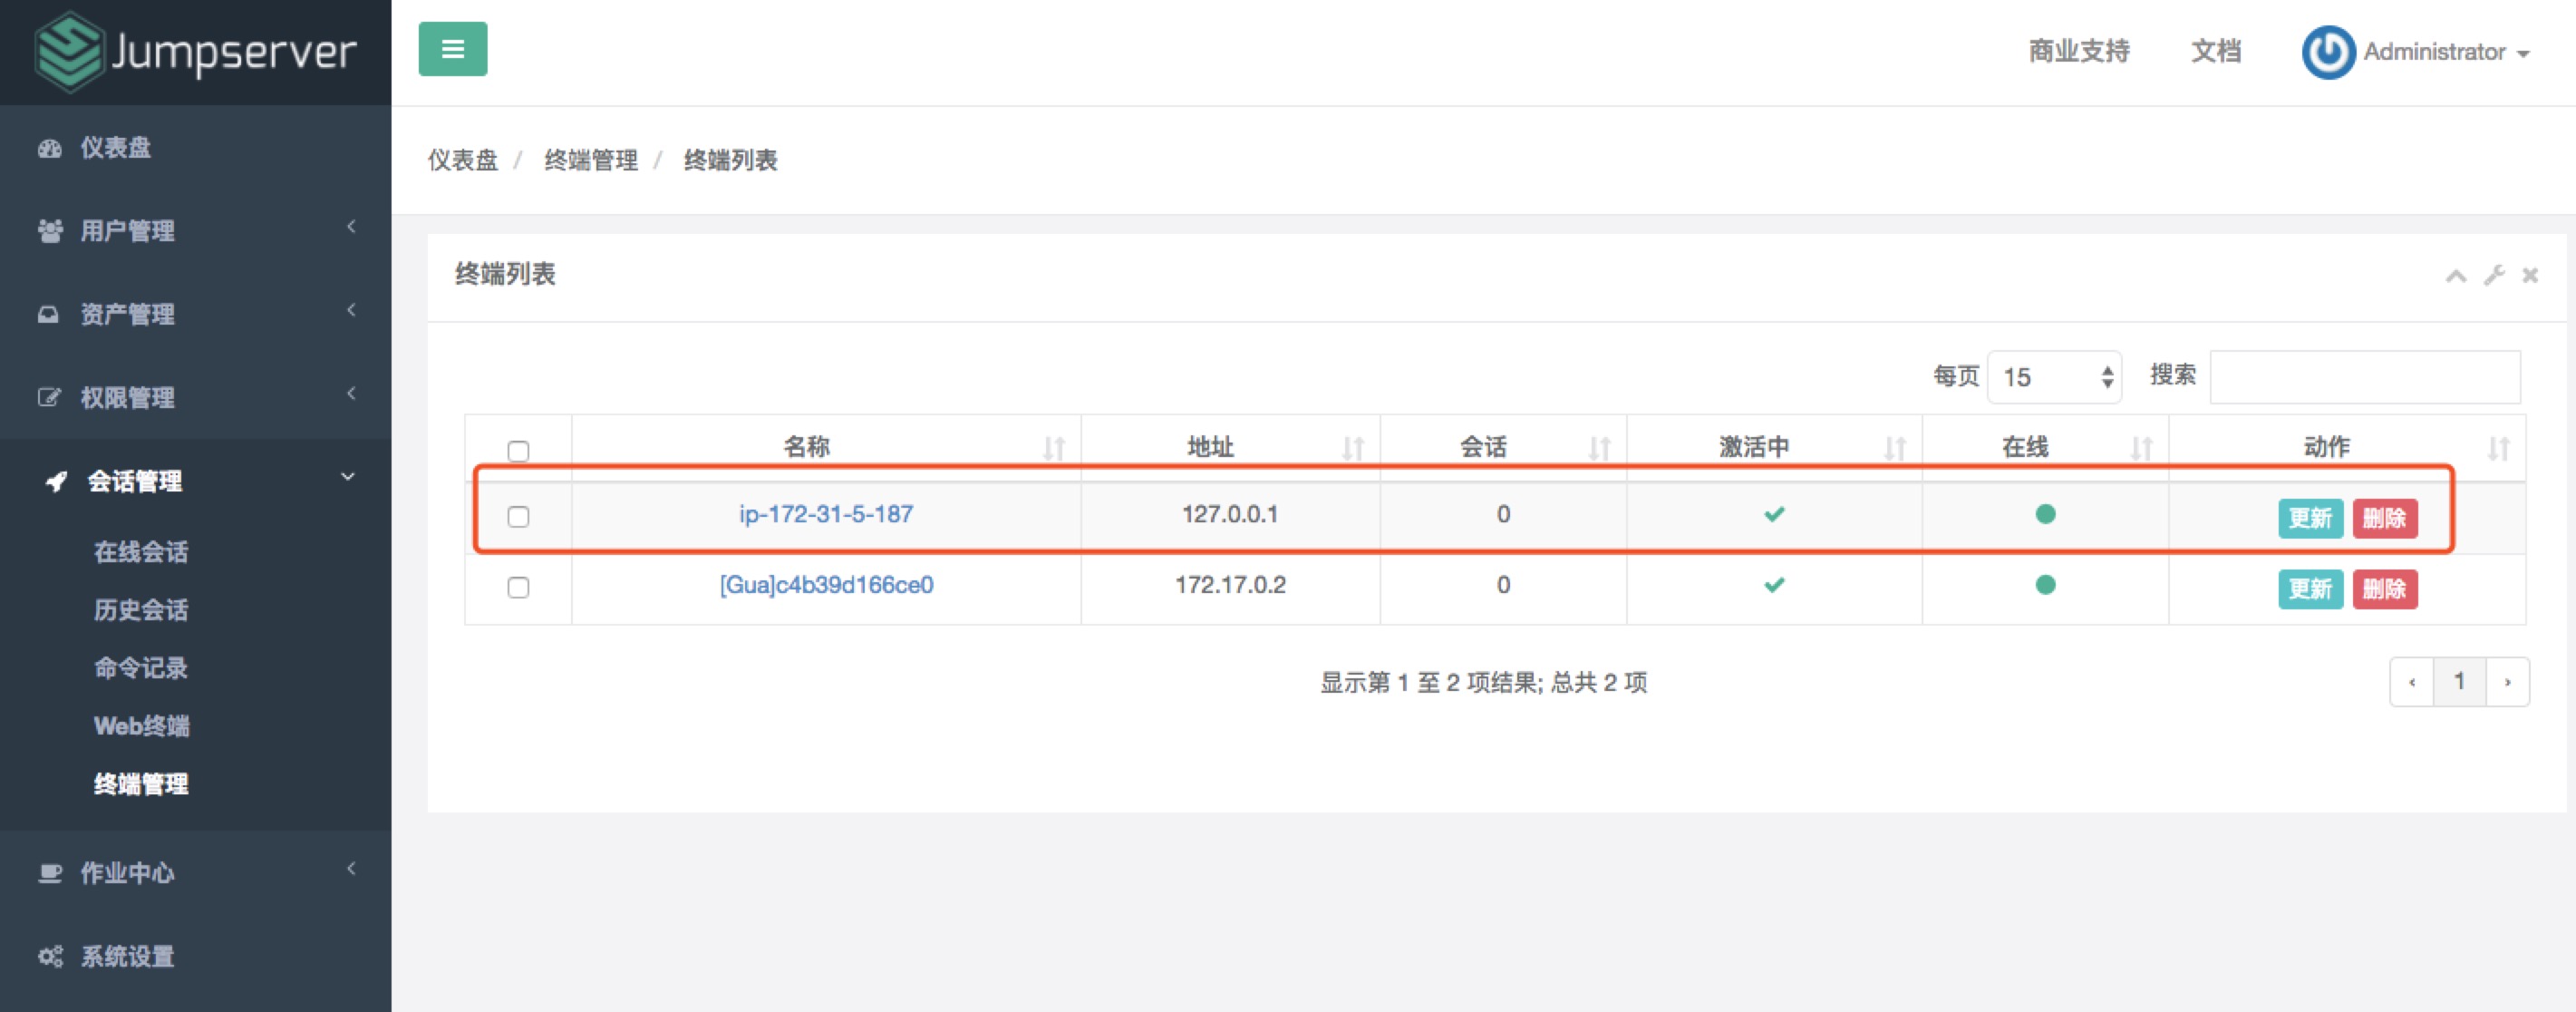 Jumpserver
商业支持 文档 Administrator
仪表盘
用户管理
资产管理
权限管理
会话管理
在线会话
历史会话
命令记录
Web终端
终端管理
作业中心
系统设置
仪表盘 / 终端管理 / 终端列表
终端列表
每页 15 搜索
名称 地址 会话 激活中 在线 动作
ip-172-31-5-187 127.0.0.1 0 更新 删除
[Gua]c4b39d166ce0 172.17.0.2 0 更新 删除
显示第 1 至 2 项结果; 总共 2 项
‹ 1 ›